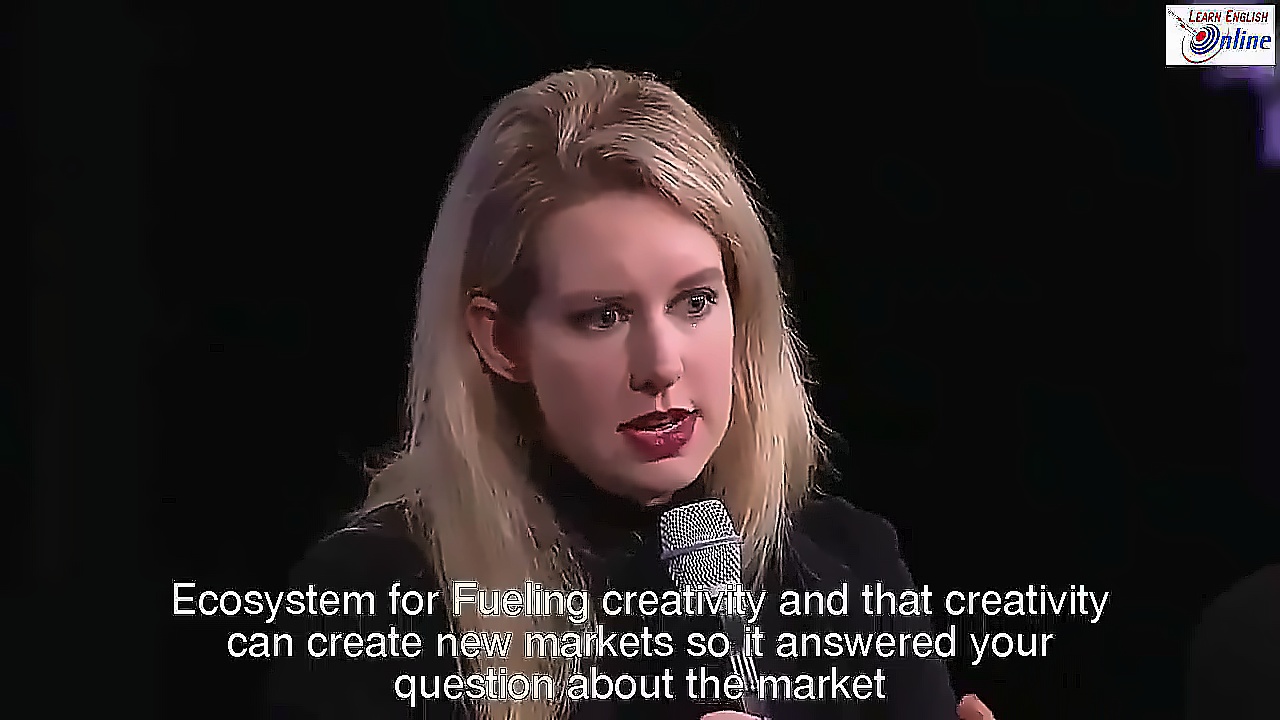 LEARN ENGLISH
Online
Ecosystem for Fueling creativity and that creativity
can create new markets so it answered your
question about the market